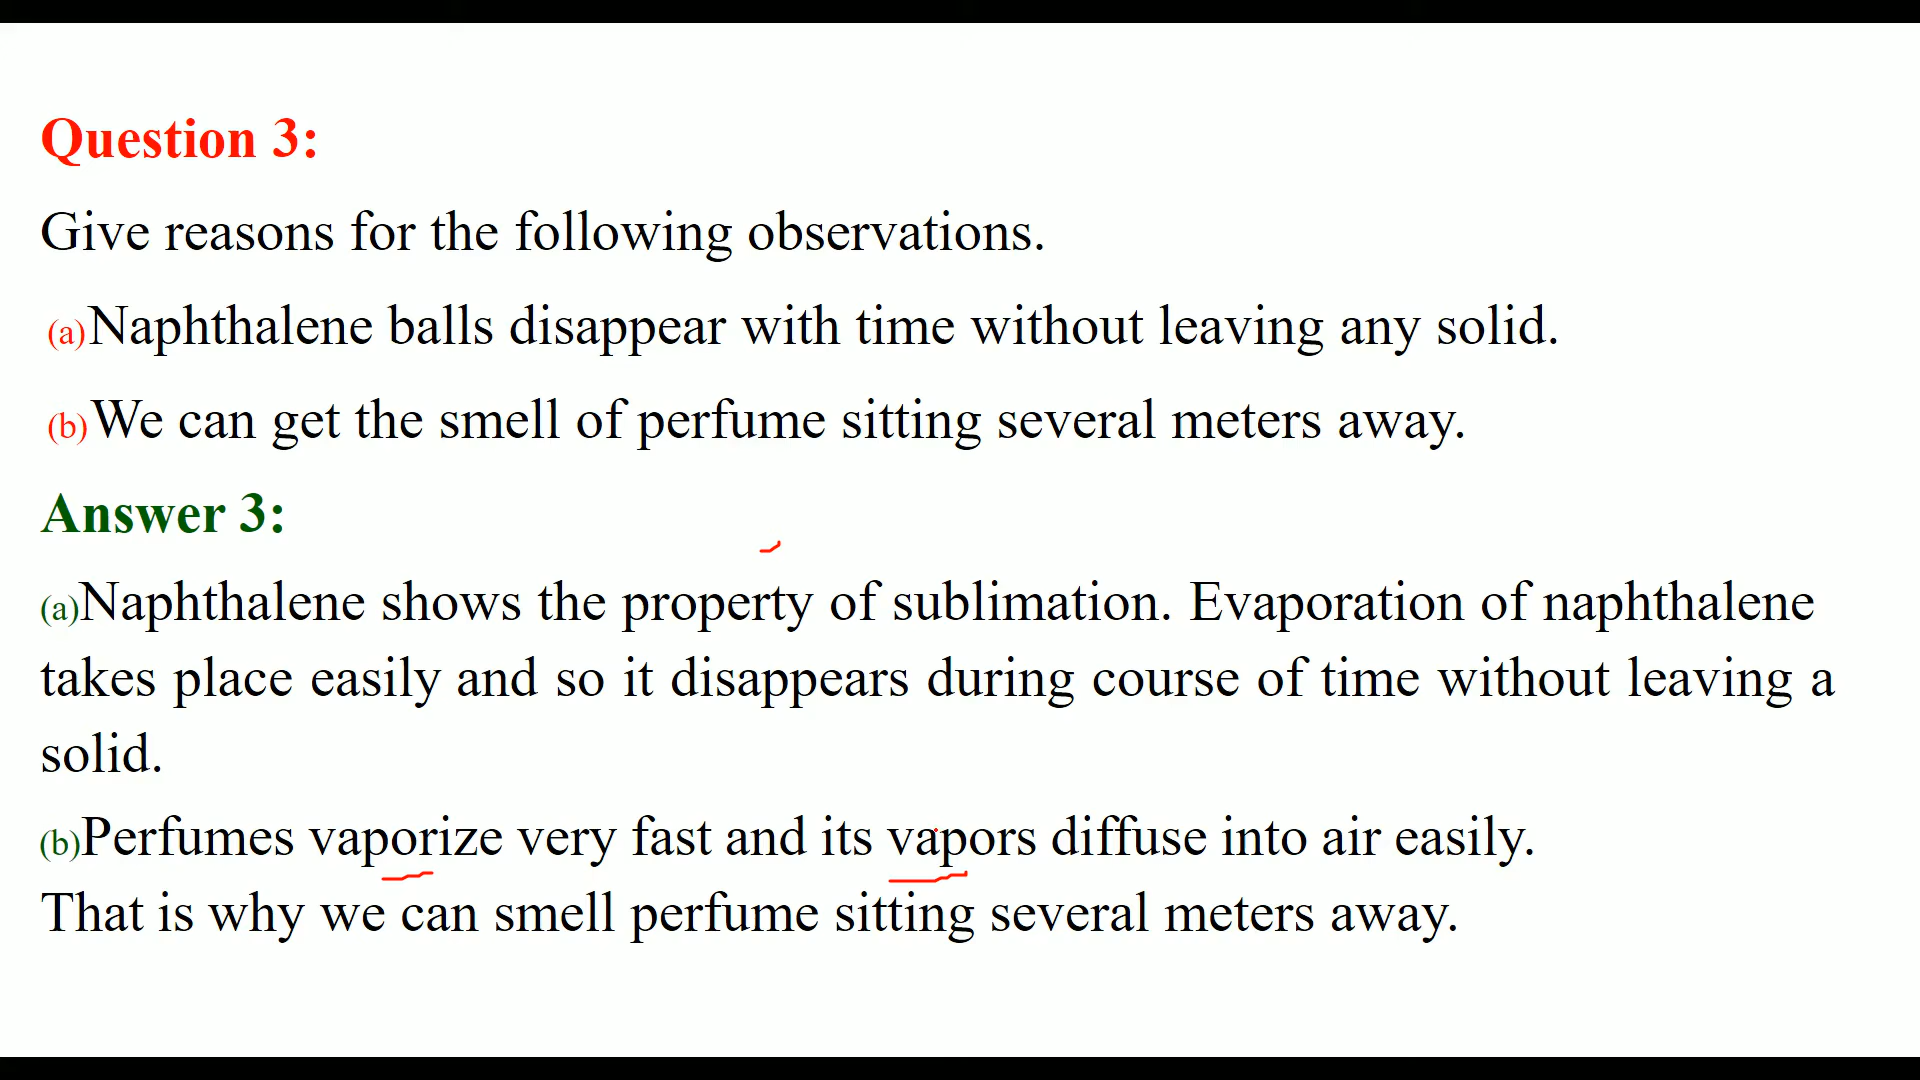 Question 3:
Give reasons for the following observations.
(a)Naphthalene balls disappear with time without leaving any solid.
(b)We can get the smell of perfume sitting several meters away.
Answer 3:
(a)Naphthalene shows the property of sublimation. Evaporation of naphthalene
takes place easily and so it disappears during course of time without leaving a
solid.
(b)Perfumes vaporize very fast and its vapors diffuse into air easily.
That is why we can smell perfume sitting several meters away.